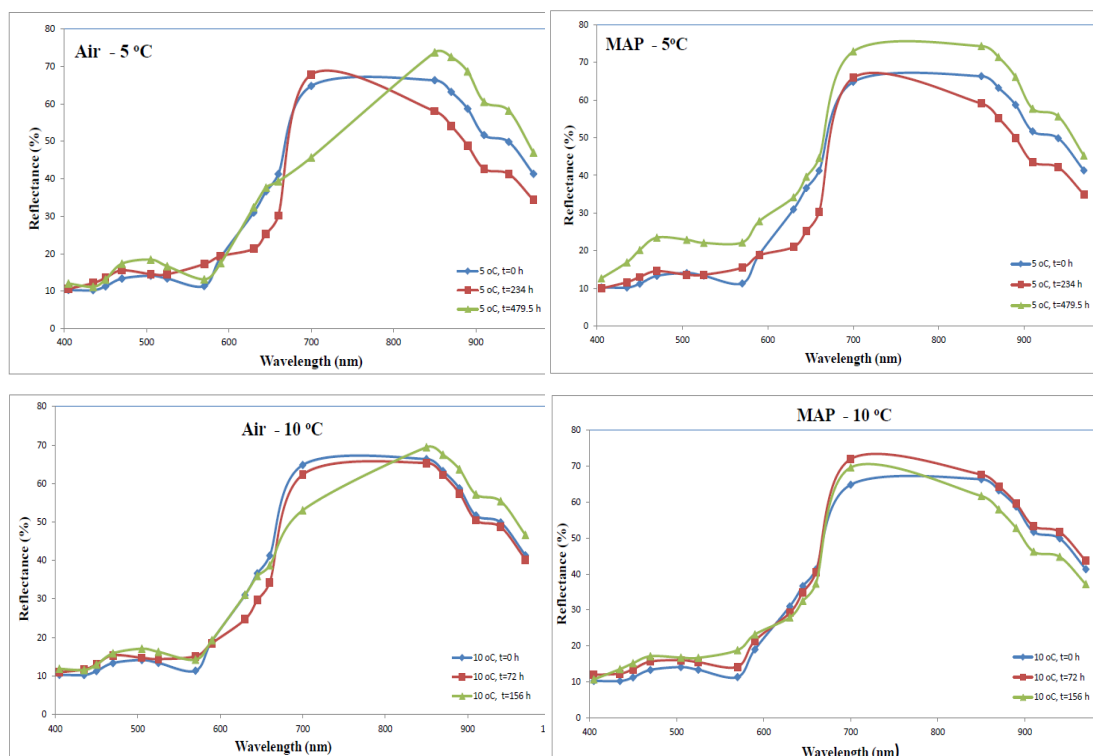 Air - 5 °C
80
70
60
50
40
30
20
10
0
Reflectance (%)
400 500 600 700 800 900
Wavelength (nm)
5 oC, t=0 h
5 oC, t=234 h
5 oC, t=479.5 h
MAP - 5°C
80
70
60
50
40
30
20
10
0
Reflectance (%)
400 500 600 700 800 900
Wavelength (nm)
5 oC, t=0 h
5 oC, t=234 h
5 oC, t=479.5 h
Air - 10 °C
80
70
60
50
40
30
20
10
0
Reflectance (%)
400 500 600 700 800 900 1
Wavelength (nm)
10 oC, t=0 h
10 oC, t=72 h
10 oC, t=156 h
MAP - 10 °C
80
70
60
50
40
30
20
10
0
Reflectance (%)
400 500 600 700 800 900
Wavelength (nm)
10 oC, t=0 h
10 oC, t=72 h
10 oC, t=156 h